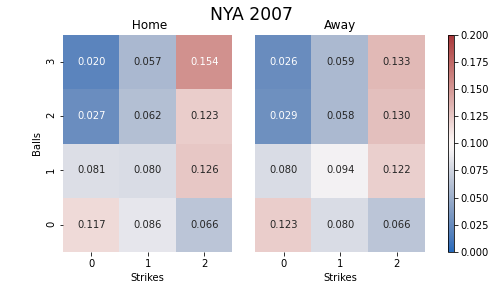 NYA 2007
Home Away
3 0.020 0.057 0.154 0.026 0.059 0.133
2 0.027 0.062 0.123 0.029 0.058 0.130
1 0.081 0.080 0.126 0.080 0.094 0.122
0 0.117 0.086 0.066 0.123 0.080 0.066
Balls
0 1 2 0 1 2
Strikes Strikes
0.200
0.175
0.150
0.125
0.100
0.075
0.050
0.025
0.000